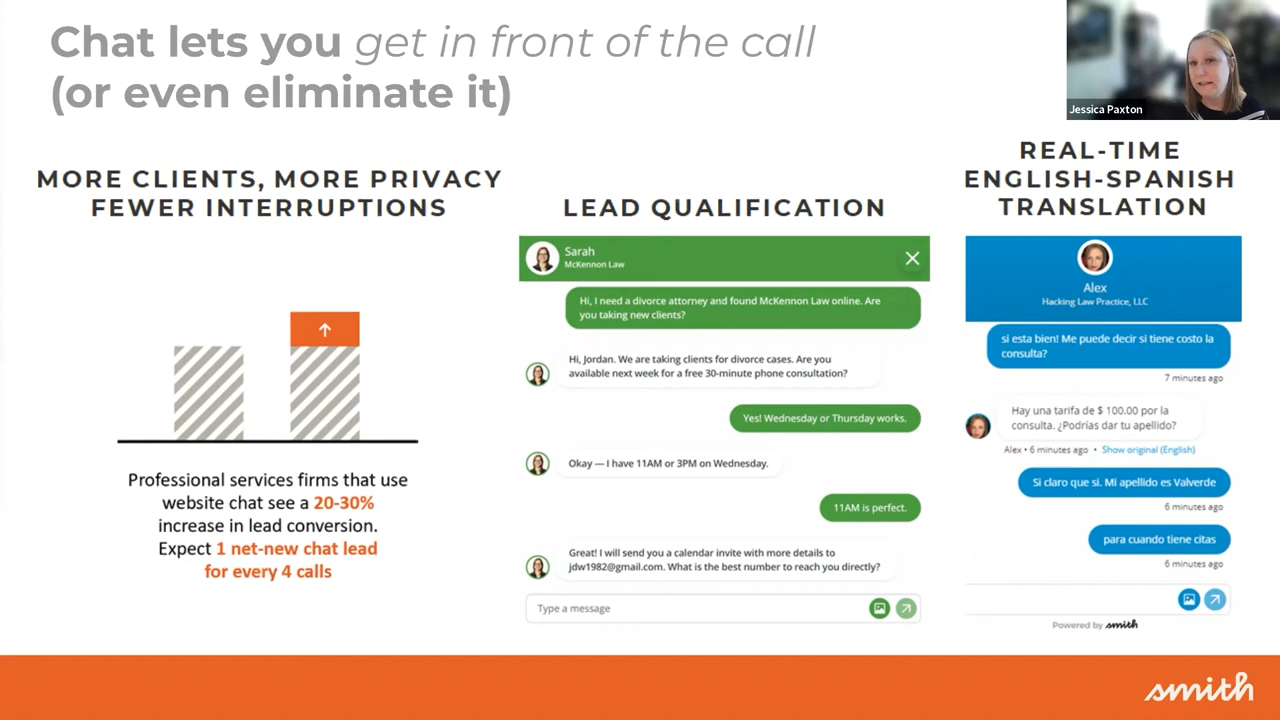 Chat lets you get in front of the call
(or even eliminate it)
Jessica Paxton
MORE CLIENTS, MORE PRIVACY
FEWER INTERRUPTIONS
Professional services firms that use
website chat see a 20-30%
increase in lead conversion.
Expect 1 net-new chat lead
for every 4 calls
LEAD QUALIFICATION
Sarah
McKennon Law
Hi, I need a divorce attorney and found McKennon Law online. Are
you taking new clients?
Hi, Jordan. We are taking clients for divorce cases. Are you
available next week for a free 30-minute phone consultation?
Yes! Wednesday or Thursday works.
Okay — I have 11AM or 3PM on Wednesday.
11AM is perfect.
Great! I will send you a calendar invite with more details to
jdw1982@gmail.com. What is the best number to reach you directly?
Type a message
REAL-TIME
ENGLISH-SPANISH
TRANSLATION
Alex
Hacking Law Practice, LLC
si esta bien! Me puede decir si tiene costo la
consulta?
7 minutes ago
Hay una tarifa de $ 100.00 por la
consulta. ¿Podrías dar tu apellido?
Alex • 6 minutes ago • Show original (English)
Si claro que si. Mi apellido es Valverde
6 minutes ago
para cuando tiene citas
6 minutes ago
Powered by smith
smith